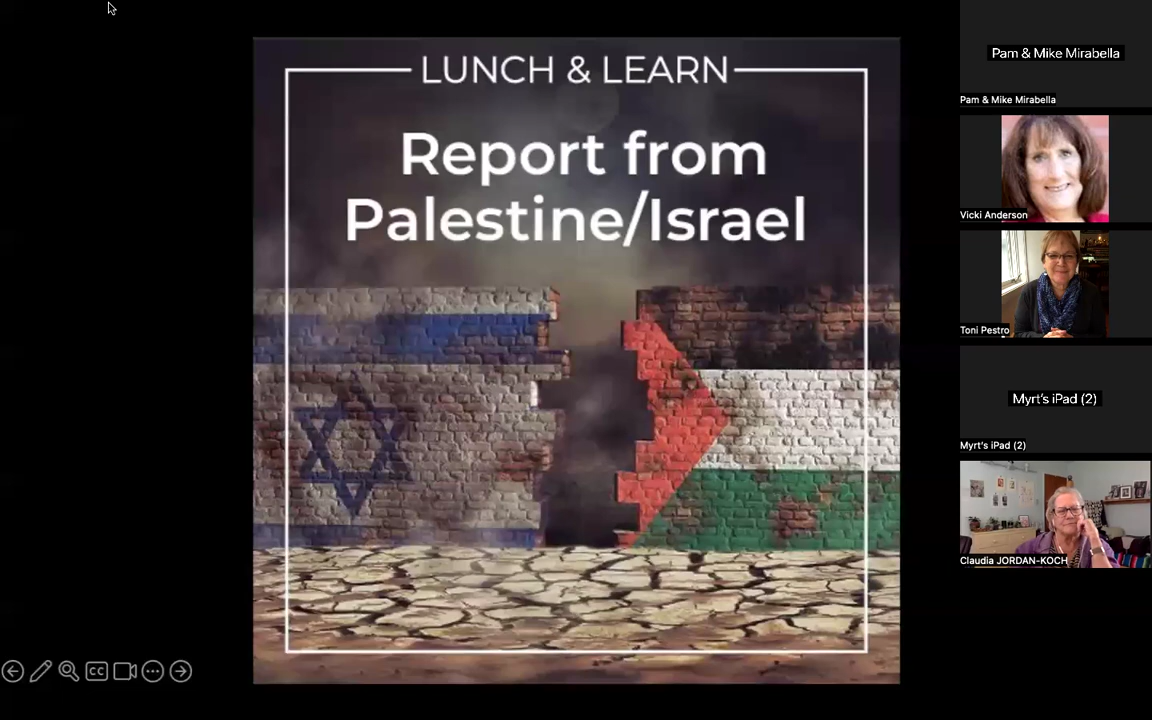 LUNCH & LEARN
Report from
Palestine/Israel
Pam & Mike Mirabella
Pam & Mike Mirabella
Vicki Anderson
Toni Pestro
Myrt's iPad (2)
Myrt's iPad (2)
Claudia JORDAN-KOCH
CC